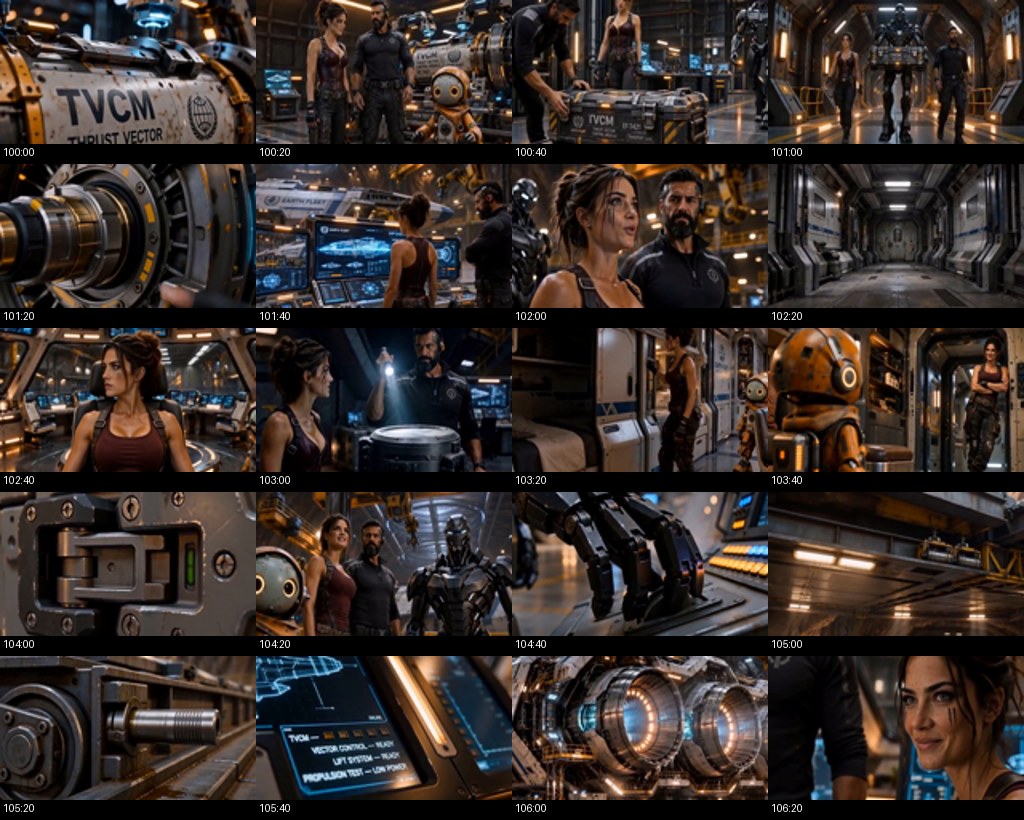 TVCM
THRUST VECTOR
100:00
100:20
TVCM
100:40
101:00
101:20
EARTH FLEET
101:40
102:00
102:20
102:40
103:00
103:20
103:40
104:00
104:20
104:40
105:00
105:20
TVCM
VECTOR CONTROL — READY
LIFT SYSTEM — READY
PROPULSION TEST — LOW POWER
105:40
106:00
106:20